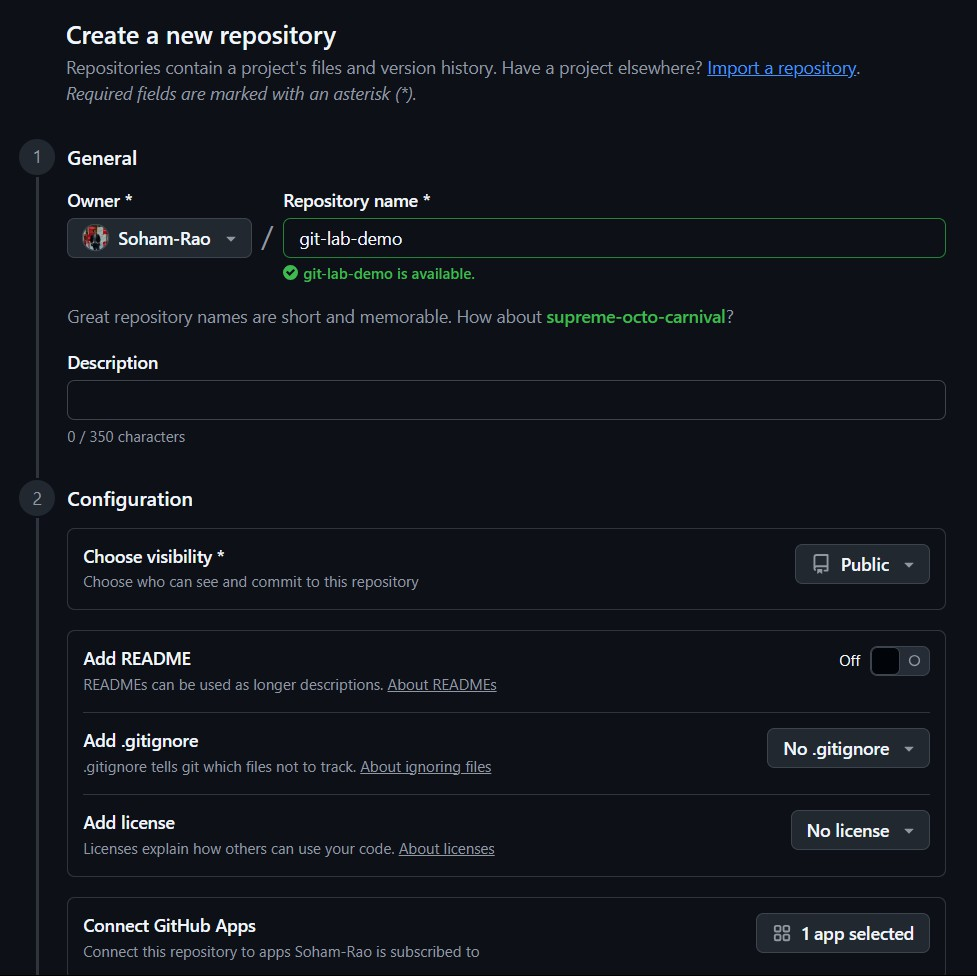 Create a new repository
Repositories contain a project's files and version history. Have a project elsewhere? Import a repository.
Required fields are marked with an asterisk (*).
1
General
Owner *
Repository name *
Soham-Rao
/
git-lab-demo
git-lab-demo is available.
Great repository names are short and memorable. How about supreme-octo-carnival?
Description
0 / 350 characters
2
Configuration
Choose visibility *
Choose who can see and commit to this repository
Public
Add README
READMEs can be used as longer descriptions. About READMEs
Off
Add .gitignore
.gitignore tells git which files not to track. About ignoring files
No .gitignore
Add license
Licenses explain how others can use your code. About licenses
No license
Connect GitHub Apps
Connect this repository to apps Soham-Rao is subscribed to
1 app selected